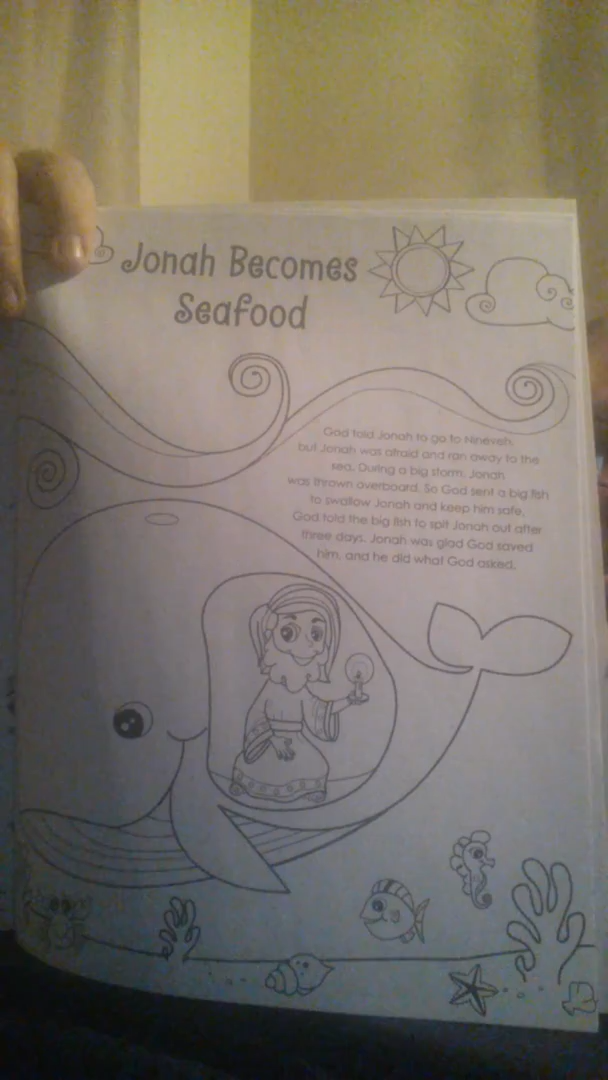 Jonah Becomes
Seafood
God told Jonah to go to Nineveh,
but Jonah was afraid and ran away to the
sea. During a big storm, Jonah
was thrown overboard. So God sent a big fish
to swallow Jonah and keep him safe.
God told the big fish to spit Jonah out after
three days. Jonah was glad God saved
him, and he did what God asked.